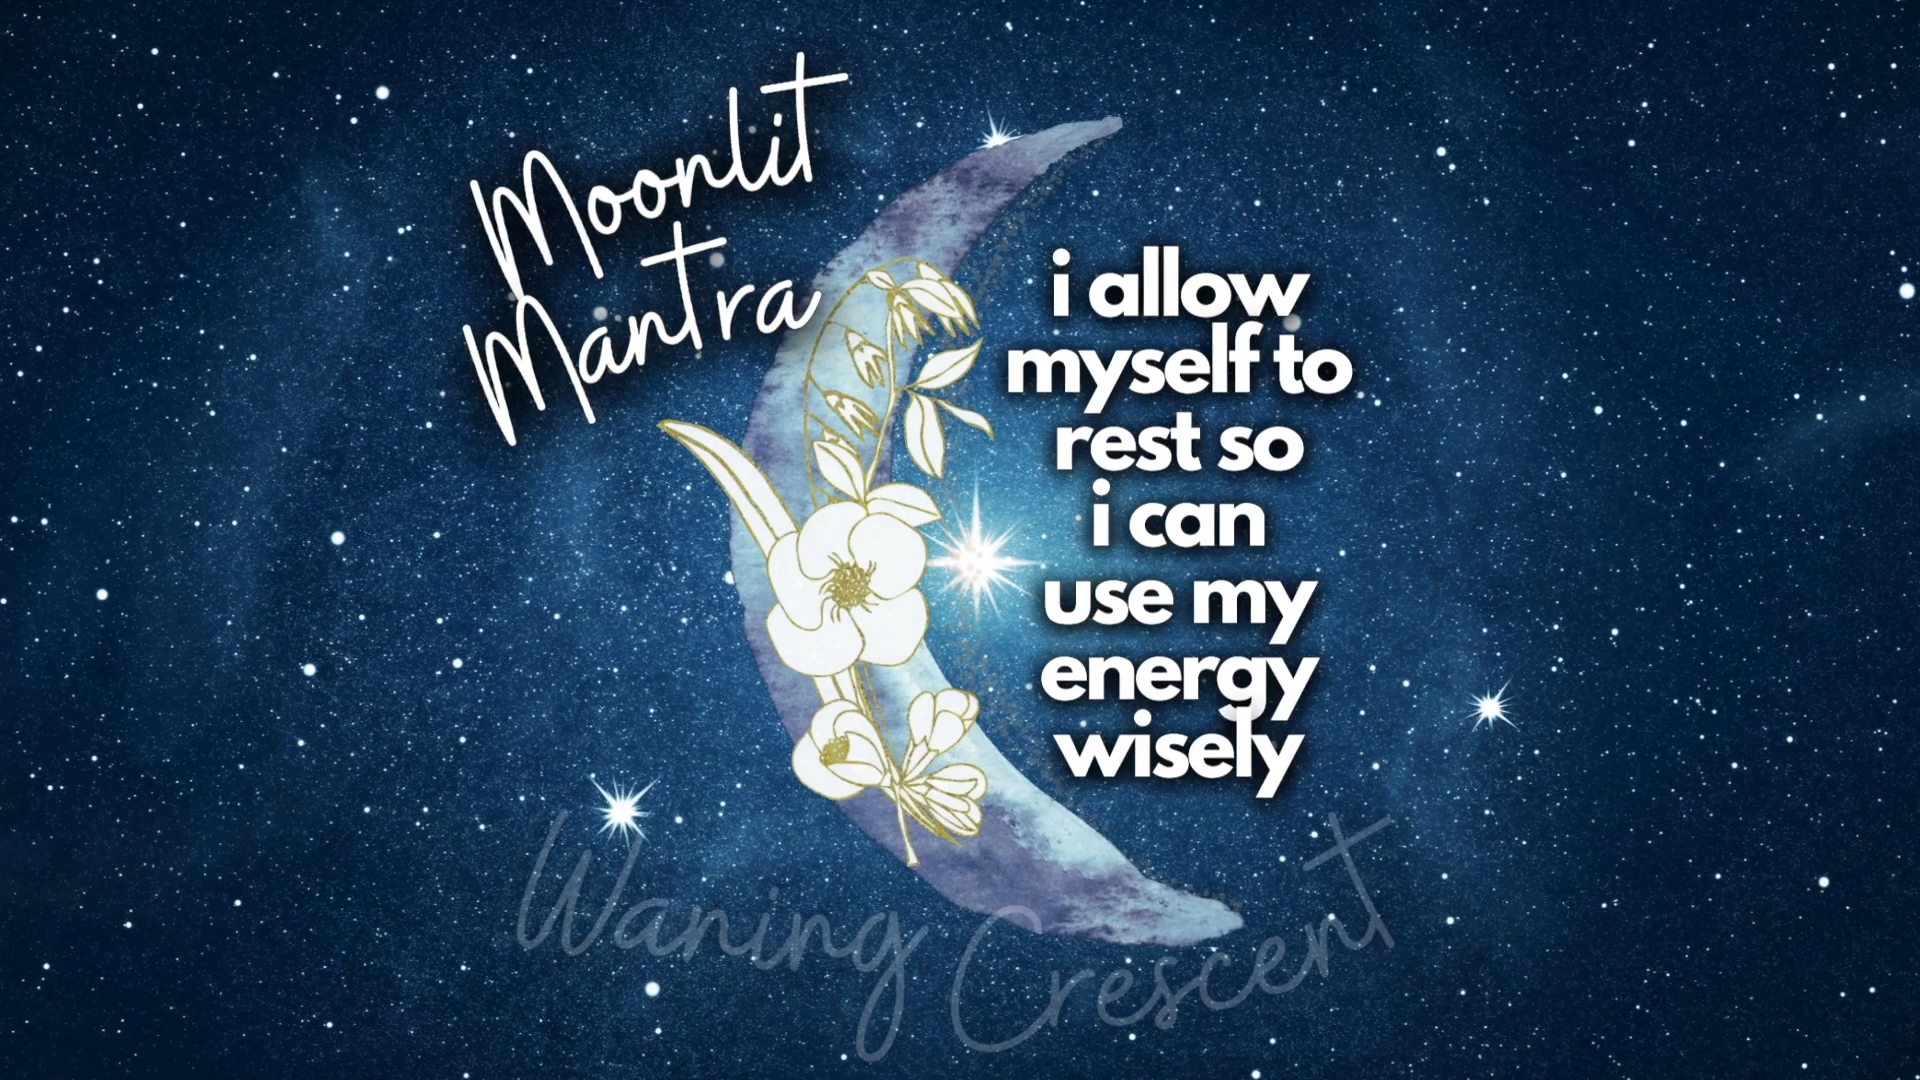 Moonlit
Mantra
i allow
myself to
rest so
i can
use my
energy
wisely
Waning Crescent